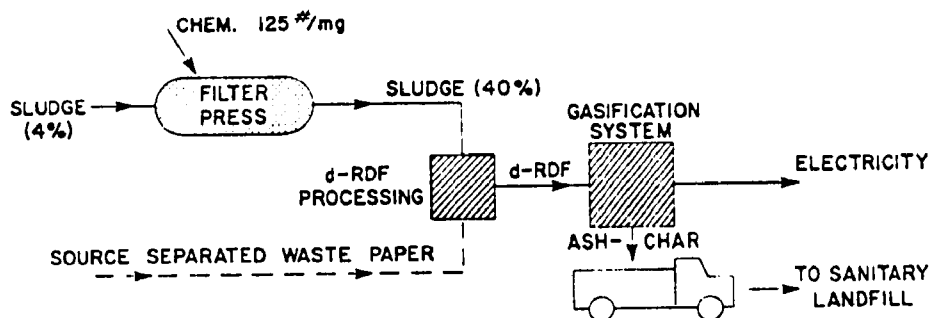 CHEM. 125#/mg
SLUDGE
(4%)
FILTER
PRESS
SLUDGE (40%)
GASIFICATION
SYSTEM
d-RDF
PROCESSING
d-RDF
ELECTRICITY
SOURCE SEPARATED WASTE PAPER
ASH- CHAR
TO SANITARY
LANDFILL